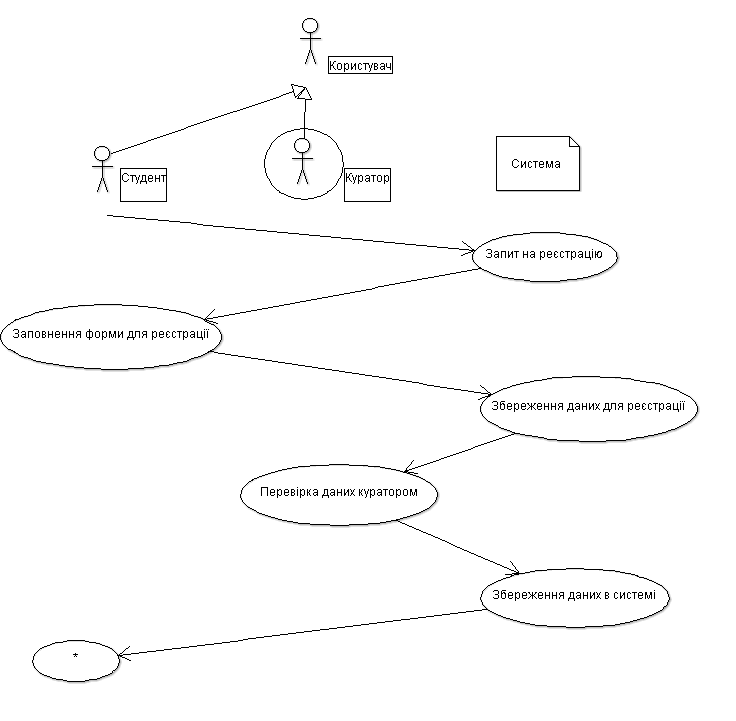 Користувач
Студент
Куратор
Система
Запит на реєстрацію
Заповнення форми для реєстрації
Збереження даних для реєстрації
Перевірка даних куратором
Збереження даних в системі
*